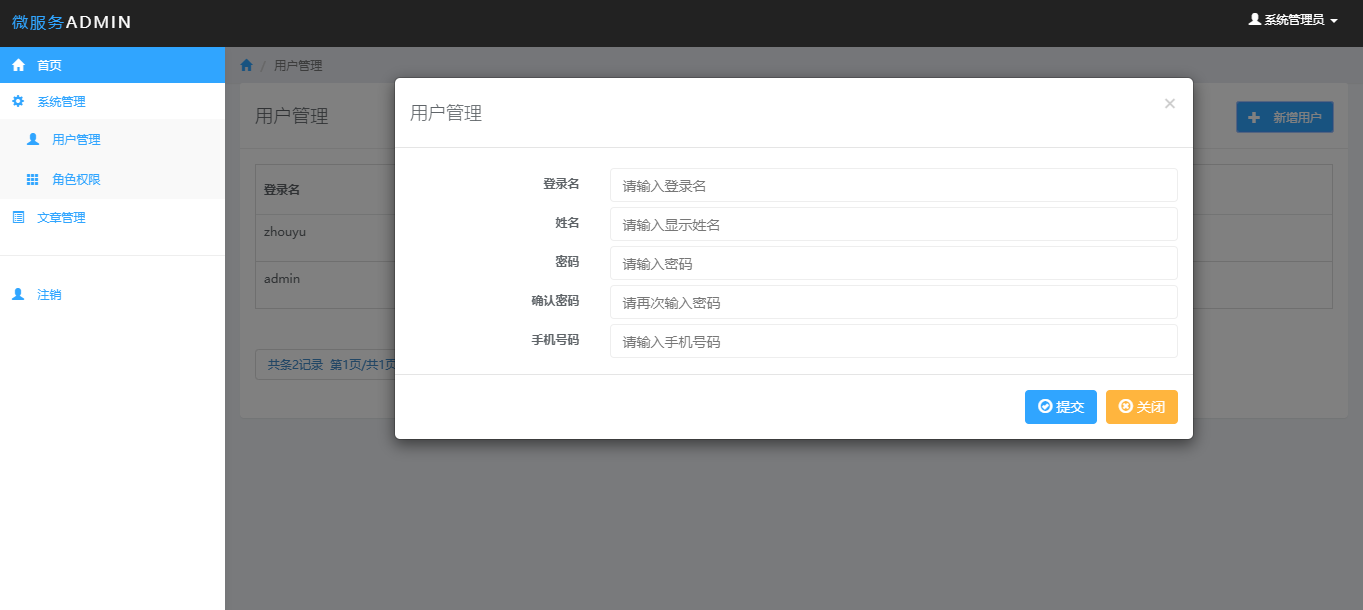 微服务ADMIN
系统管理员
首页
系统管理
用户管理
角色权限
文章管理
注销
/ 用户管理
用户管理
+ 新增用户
登录名
zhouyu
admin
共条2记录 第1页/共1页
用户管理
×
登录名 请输入登录名
姓名 请输入显示姓名
密码 请输入密码
确认密码 请再次输入密码
手机号码 请输入手机号码
提交 关闭